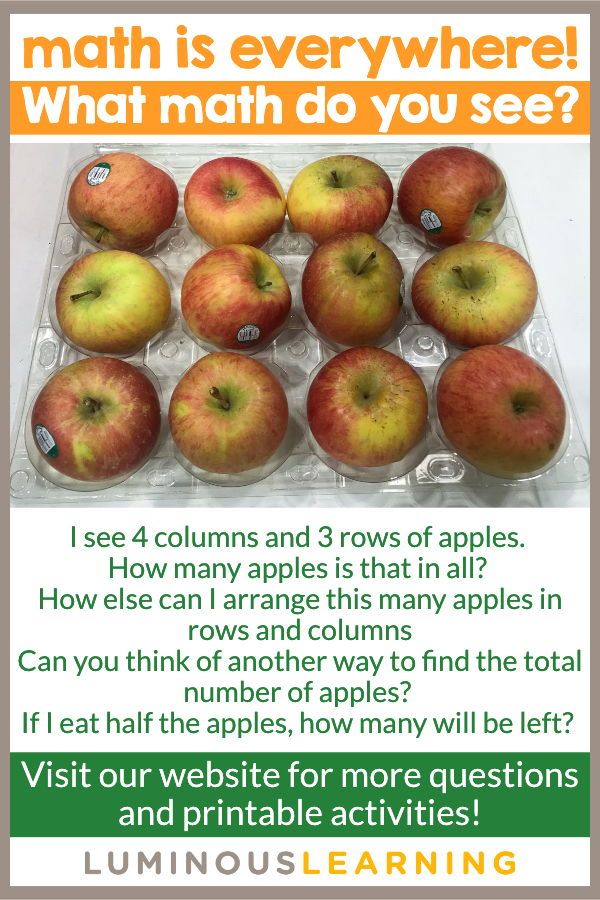 math is everywhere!
What math do you see?
I see 4 columns and 3 rows of apples.
How many apples is that in all?
How else can I arrange this many apples in
rows and columns
Can you think of another way to find the total
number of apples?
If I eat half the apples, how many will be left?
Visit our website for more questions
and printable activities!
LUMINOUSLEARNING